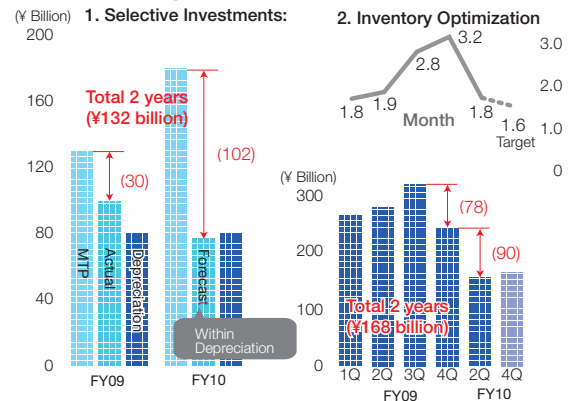 (¥ Billion)
1. Selective Investments:
200
160
120
80
40
0
Total 2 years
(¥132 billion)
(30)
(102)
MTP
Actual
Depreciation
Forecast
Within
Depreciation
FY09
FY10
2. Inventory Optimization
3.2
2.8
1.8
1.9
1.8
1.6
Month
Target
3.0
2.0
1.0
0
(¥ Billion)
300
200
100
0
(78)
(90)
Total 2 years
(¥168 billion)
1Q 2Q 3Q 4Q 2Q 4Q
FY09
FY10